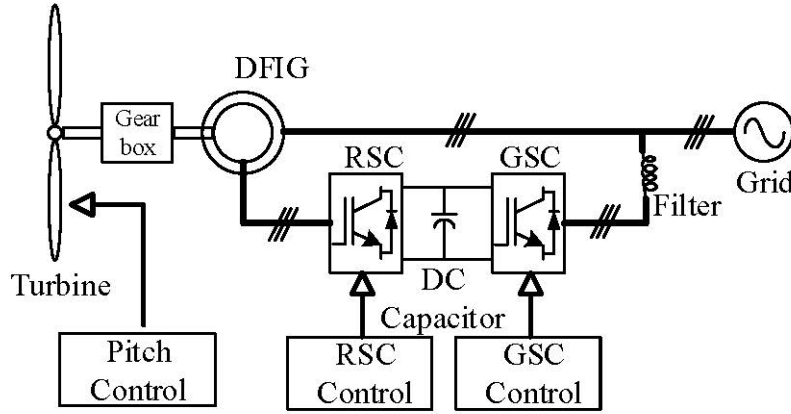 DFIG
Gear
box
RSC
GSC
Grid
Filter
Turbine
DC
Capacitor
Pitch
Control
RSC
Control
GSC
Control